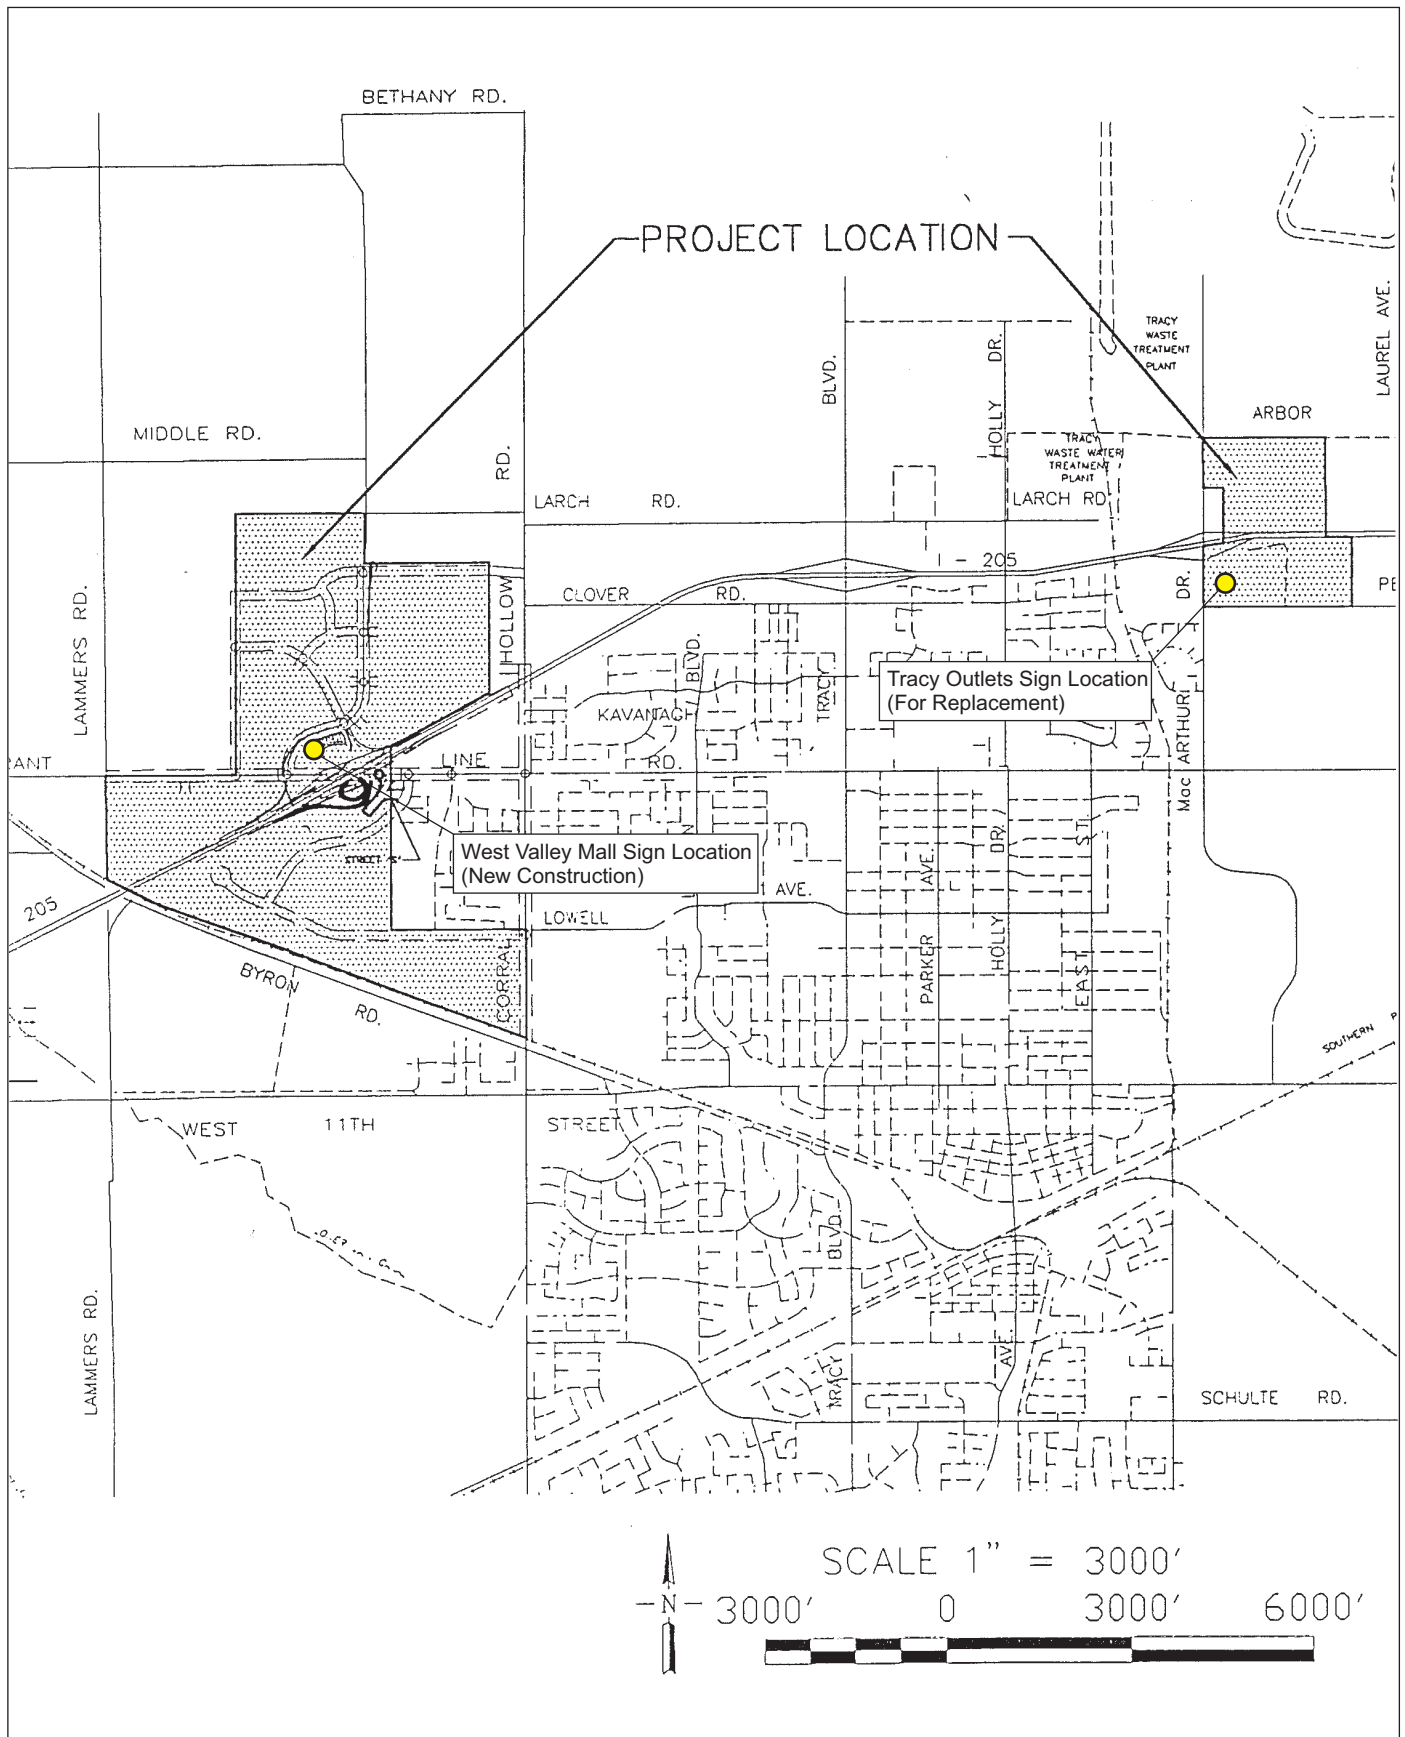 BETHANY RD.
PROJECT LOCATION
TRACY
WASTE
TREATMENT
PLANT
LAUREL AVE.
BLVD.
HOLLY DR.
ARBOR
MIDDLE RD.
RD.
TRACY
WASTE WATER
TREATMENT
PLANT
LARCH RD.
LARCH RD
I - 205
CLOVER RD.
HOLLOW
LAMMERS RD.
DR.
PE
BLVD.
TRACY
KAVANAGH
Tracy Outlets Sign Location
(For Replacement)
Mac ARTHUR
ANT
LINE RD.
STREET 'S'
West Valley Mall Sign Location
(New Construction)
AVE.
LOWELL
AVE.
PARKER
DR.
HOLLY
ST.
EAST
205
BYRON
RD.
CORRAL
SOUTHERN P
WEST 11TH STREET
BLVD.
TRACY
AVE.
LAMMERS RD.
SCHULTE RD.
SCALE 1" = 3000'
N
3000' 0 3000' 6000'